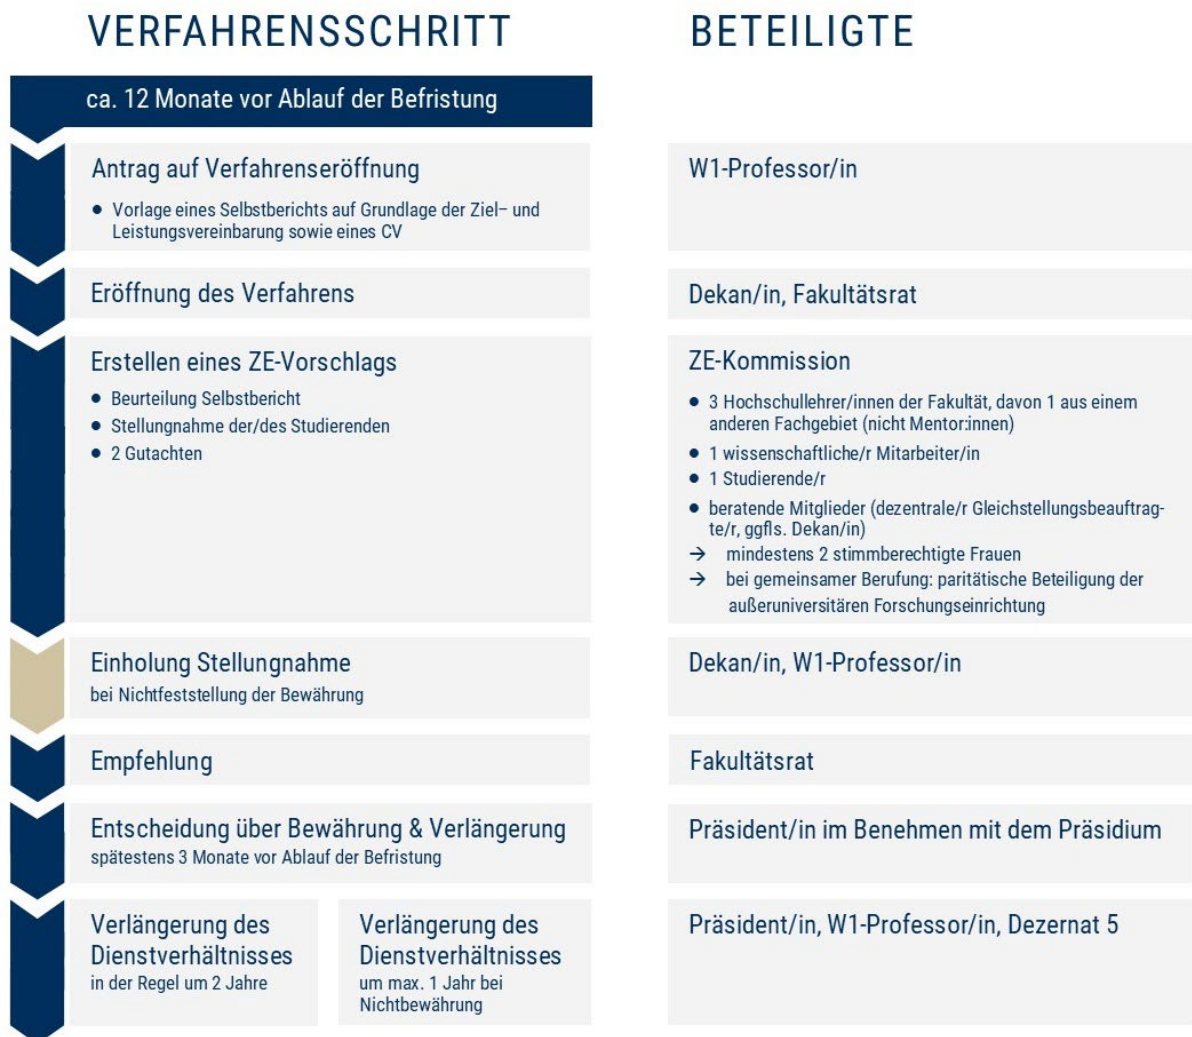 VERFAHRENSSCHRITT
BETEILIGTE
ca. 12 Monate vor Ablauf der Befristung
Antrag auf Verfahrenseröffnung
● Vorlage eines Selbstberichts auf Grundlage der Ziel– und
Leistungsvereinbarung sowie eines CV
W1-Professor/in
Eröffnung des Verfahrens
Dekan/in, Fakultätsrat
Erstellen eines ZE-Vorschlags
● Beurteilung Selbstbericht
● Stellungnahme der/des Studierenden
● 2 Gutachten
ZE-Kommission
● 3 Hochschullehrer/innen der Fakultät, davon 1 aus einem
anderen Fachgebiet (nicht Mentor:innen)
● 1 wissenschaftliche/r Mitarbeiter/in
● 1 Studierende/r
● beratende Mitglieder (dezentrale/r Gleichstellungsbeauftrag-
te/r, ggfls. Dekan/in)
→ mindestens 2 stimmberechtigte Frauen
→ bei gemeinsamer Berufung: paritätische Beteiligung der
außeruniversitären Forschungseinrichtung
Einholung Stellungnahme
bei Nichtfeststellung der Bewährung
Dekan/in, W1-Professor/in
Empfehlung
Fakultätsrat
Entscheidung über Bewährung & Verlängerung
spätestens 3 Monate vor Ablauf der Befristung
Präsident/in im Benehmen mit dem Präsidium
Verlängerung des
Dienstverhältnisses
in der Regel um 2 Jahre
Verlängerung des
Dienstverhältnisses
um max. 1 Jahr bei
Nichtbewährung
Präsident/in, W1-Professor/in, Dezernat 5